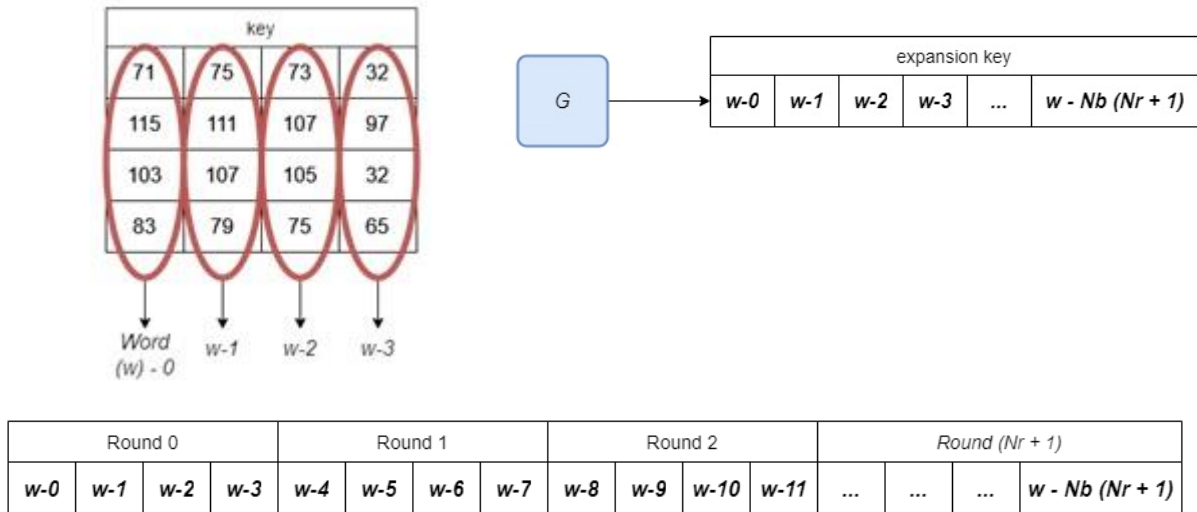 key
71 75 73 32
115 111 107 97
103 107 105 32
83 79 75 65
Word
(w) - 0
w-1
w-2
w-3
G
expansion key
w-0 w-1 w-2 w-3 ... w - Nb (Nr + 1)
Round 0 Round 1 Round 2 Round (Nr + 1)
w-0 w-1 w-2 w-3 w-4 w-5 w-6 w-7 w-8 w-9 w-10 w-11 ... ... ... w - Nb (Nr + 1)